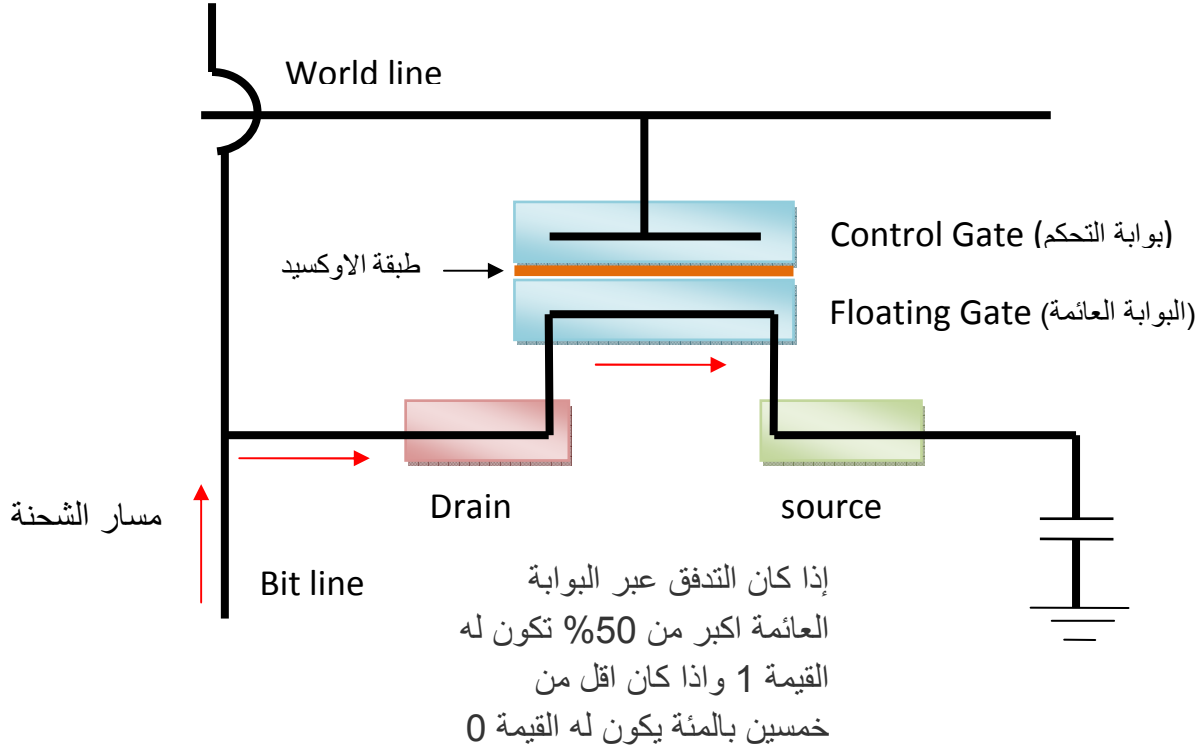 World line
Control Gate (بوابة التحكم)
طبقة الاوكسيد
Floating Gate (البوابة العائمة)
Drain
source
مسار الشحنة
Bit line
إذا كان التدفق عبر البوابة
العائمة اكبر من 50% تكون له
القيمة 1 واذا كان اقل من
خمسين بالمئة يكون له القيمة 0